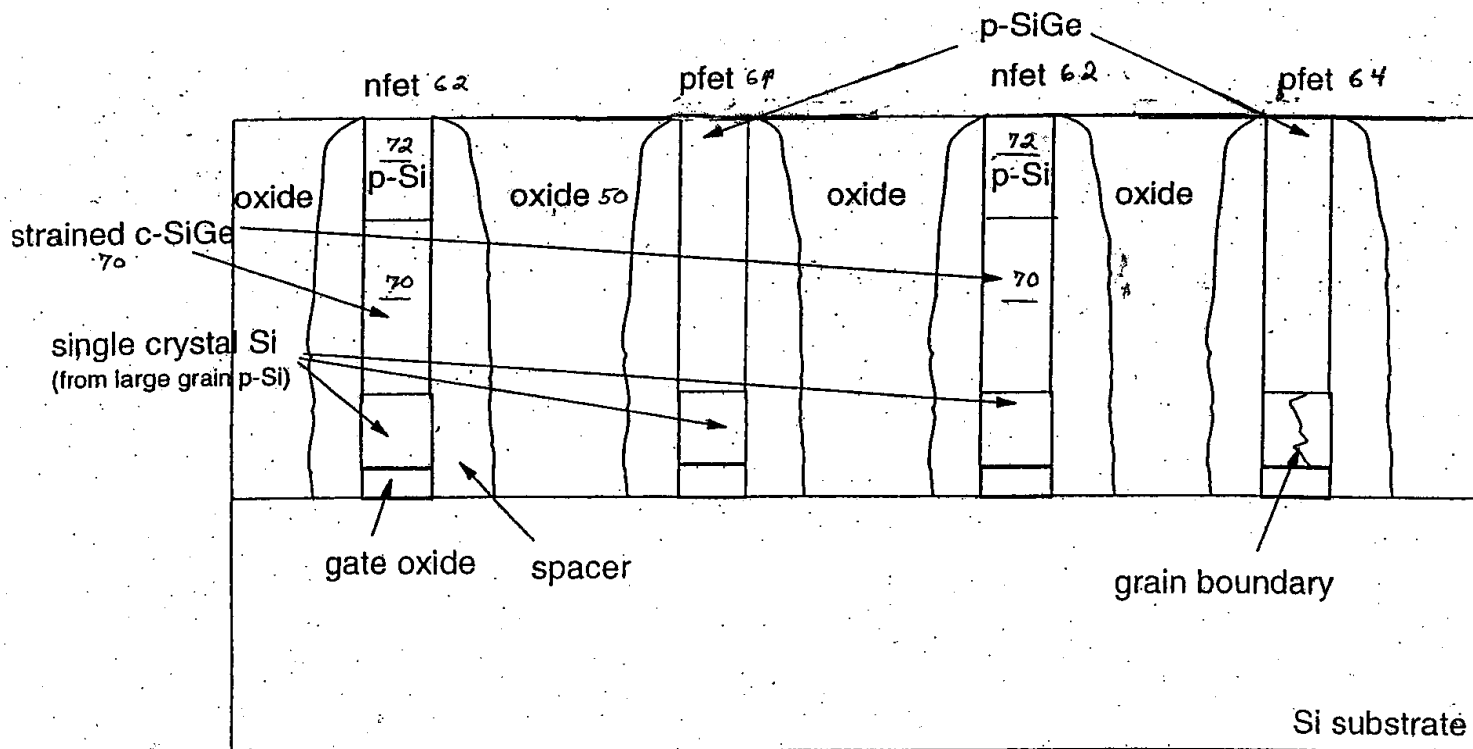 p-SiGe
nfet 62
pfet 64
nfet 62
pfet 64
72
p-Si
72
p-Si
oxide
oxide 50
oxide
oxide
strained c-SiGe
70
70
70
single crystal Si
(from large grain p-Si)
gate oxide
spacer
grain boundary
Si substrate